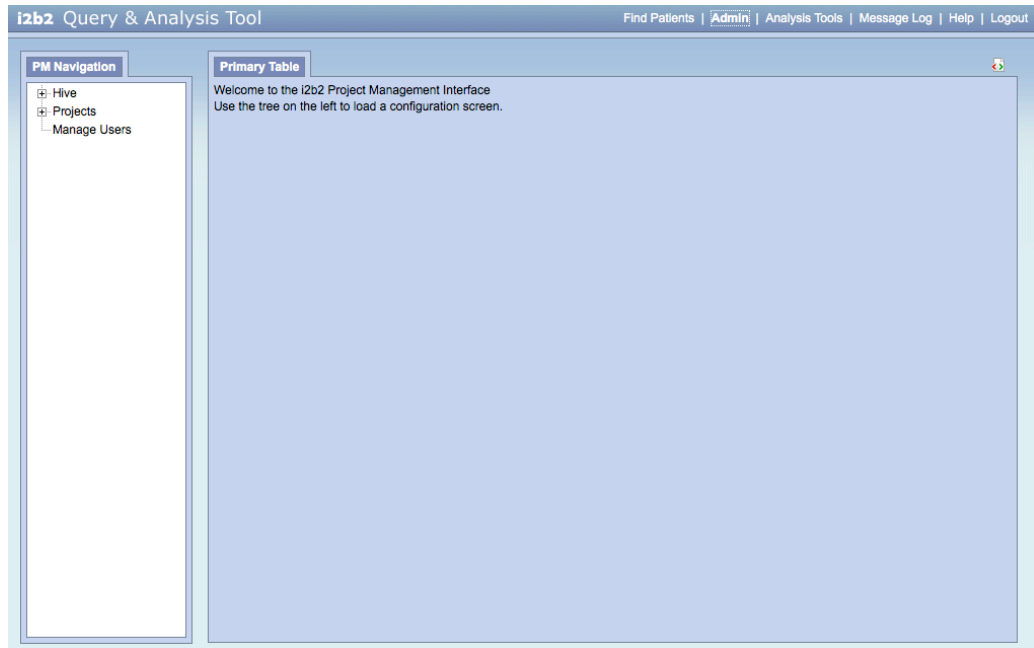 i2b2 Query & Analysis Tool
Find Patients | Admin | Analysis Tools | Message Log | Help | Logout
PM Navigation
Hive
Projects
Manage Users
Primary Table
Welcome to the i2b2 Project Management Interface
Use the tree on the left to load a configuration screen.